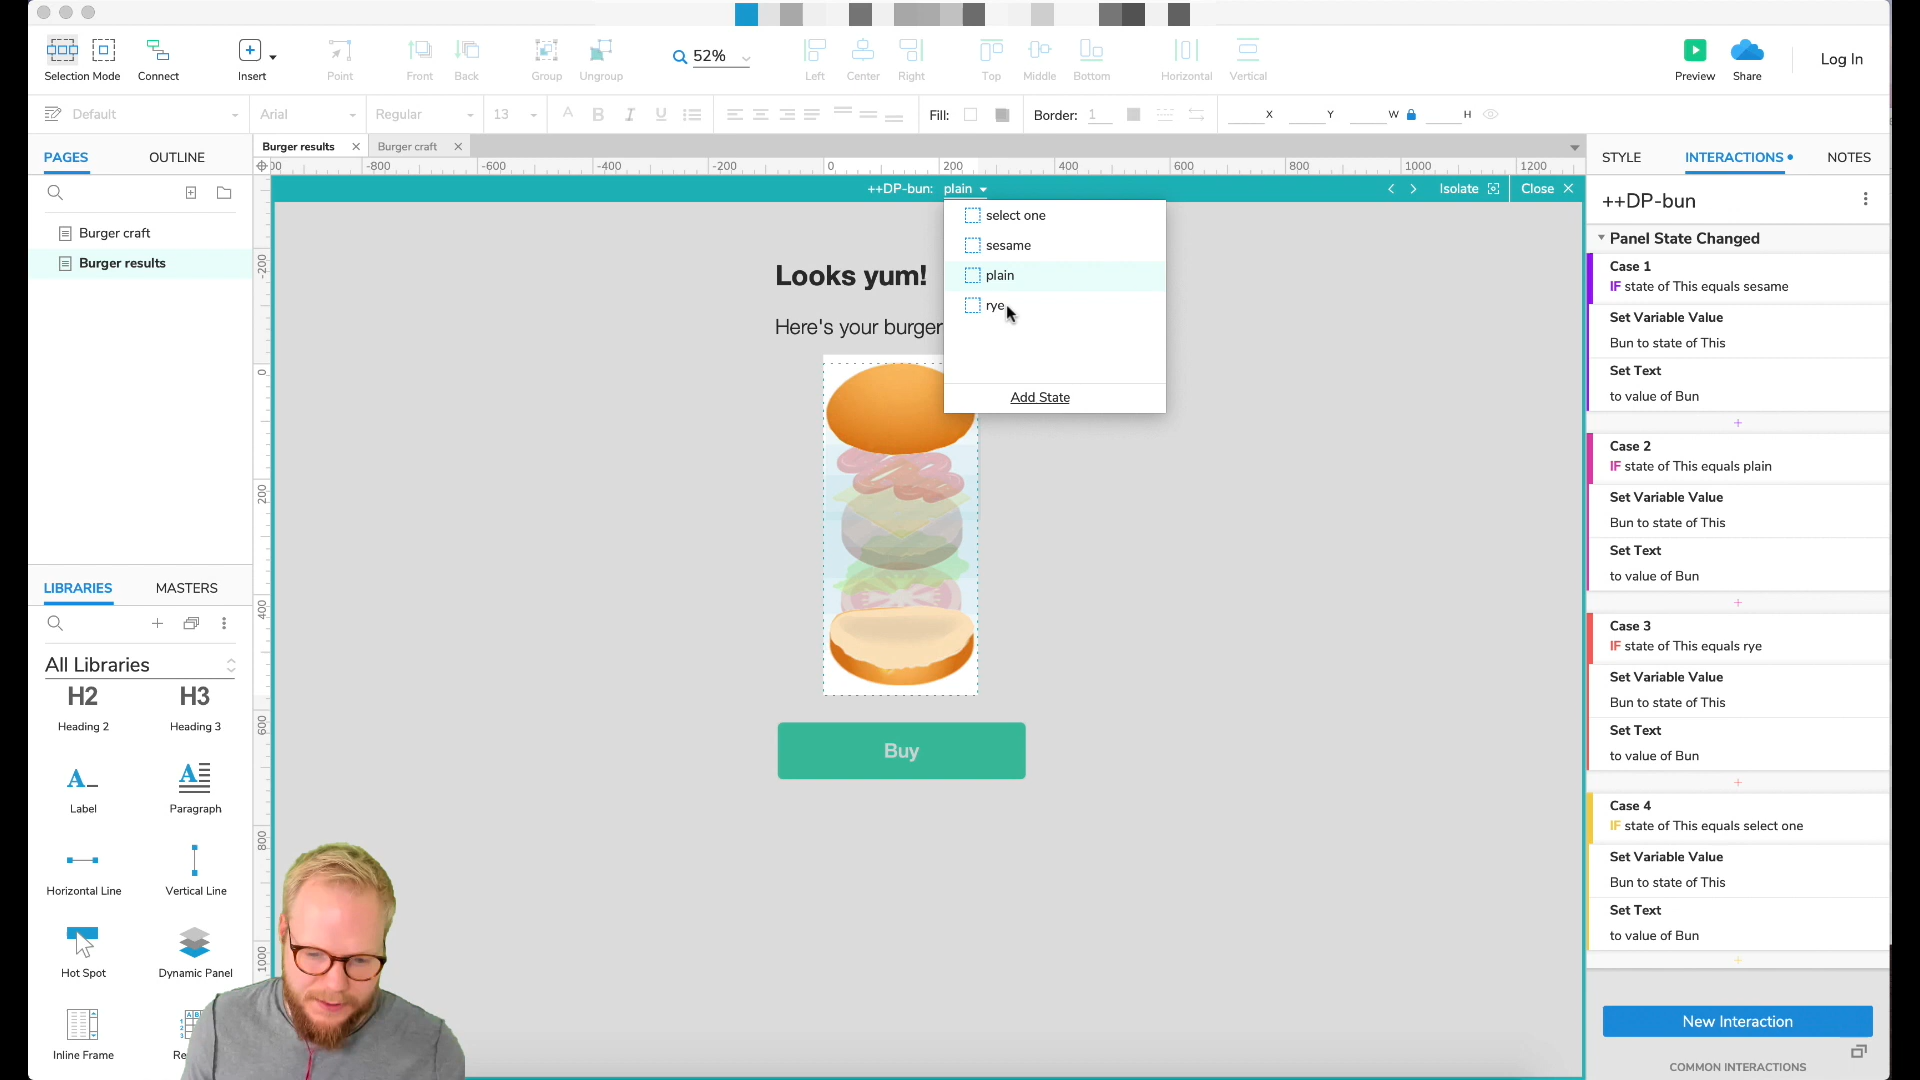 52%
Log In
Selection Mode
Connect
Insert
Point
Front
Back
Group
Ungroup
Left
Center
Right
Top
Middle
Bottom
Horizontal
Vertical
Preview
Share
Default
Arial
Regular
13
Fill:
Border:
1
X
Y
W
H
PAGES
OUTLINE
Burger craft
Burger results
LIBRARIES
MASTERS
All Libraries
H2
H3
Heading 2
Heading 3
Label
Paragraph
Horizontal Line
Vertical Line
Hot Spot
Dynamic Panel
Inline Frame
Burger results
Burger craft
-800
-600
-400
-200
0
200
400
600
800
1000
1200
-200
0
200
400
600
800
1000
++DP-bun: plain
Isolate
Close
select one
sesame
plain
rye
Add State
Looks yum!
Here's your burger
Buy
STYLE
INTERACTIONS
NOTES
++DP-bun
Panel State Changed
Case 1
IF state of This equals sesame
Set Variable Value
Bun to state of This
Set Text
to value of Bun
Case 2
IF state of This equals plain
Set Variable Value
Bun to state of This
Set Text
to value of Bun
Case 3
IF state of This equals rye
Set Variable Value
Bun to state of This
Set Text
to value of Bun
Case 4
IF state of This equals select one
Set Variable Value
Bun to state of This
Set Text
to value of Bun
New Interaction
COMMON INTERACTIONS